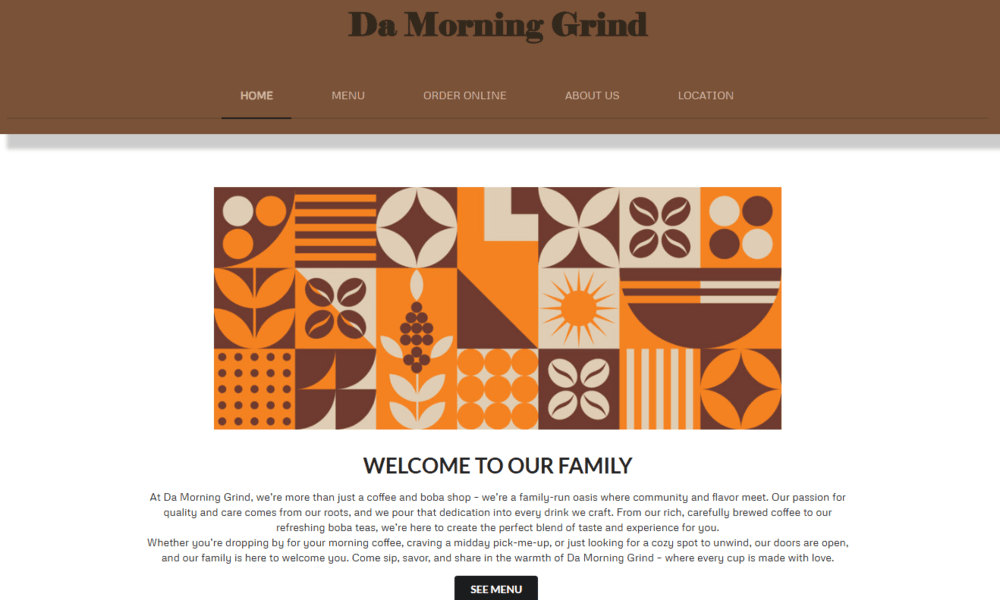 Da Morning Grind
HOME MENU ORDER ONLINE ABOUT US LOCATION
WELCOME TO OUR FAMILY
At Da Morning Grind, we're more than just a coffee and boba shop – we're a family-run oasis where community and flavor meet. Our passion for
quality and care comes from our roots, and we pour that dedication into every drink we craft. From our rich, carefully brewed coffee to our
refreshing boba teas, we're here to create the perfect blend of taste and experience for you.
Whether you're dropping by for your morning coffee, craving a midday pick-me-up, or just looking for a cozy spot to unwind, our doors are open,
and our family is here to welcome you. Come sip, savor, and share in the warmth of Da Morning Grind – where every cup is made with love.
SEE MENU